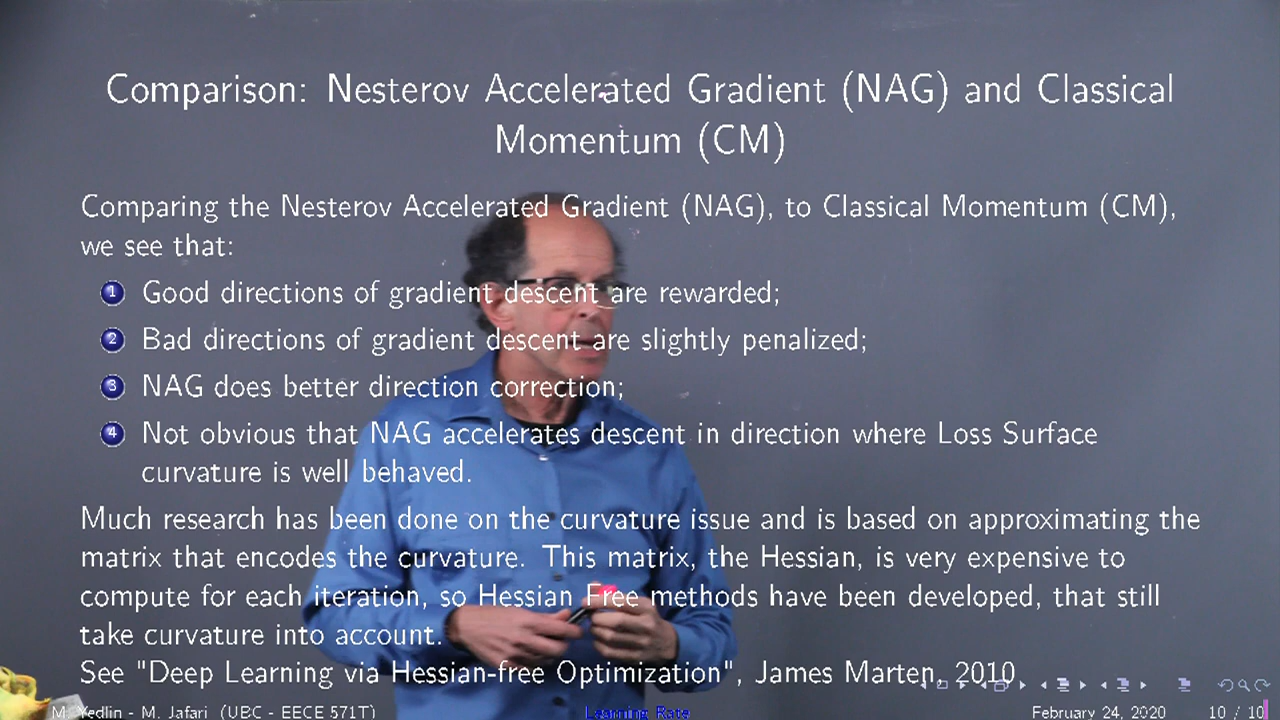 Comparison: Nesterov Accelerated Gradient (NAG) and Classical
Momentum (CM)
Comparing the Nesterov Accelerated Gradient (NAG), to Classical Momentum (CM),
we see that:
1 Good directions of gradient descent are rewarded;
2 Bad directions of gradient descent are slightly penalized;
3 NAG does better direction correction;
4 Not obvious that NAG accelerates descent in direction where Loss Surface
curvature is well behaved.
Much research has been done on the curvature issue and is based on approximating the
matrix that encodes the curvature. This matrix, the Hessian, is very expensive to
compute for each iteration, so Hessian Free methods have been developed, that still
take curvature into account.
See "Deep Learning via Hessian-free Optimization", James Marten, 2010
M. Yedlin - M. Jafari (UBC - EECE 571T) Learning Rate February 24, 2020 10 / 10